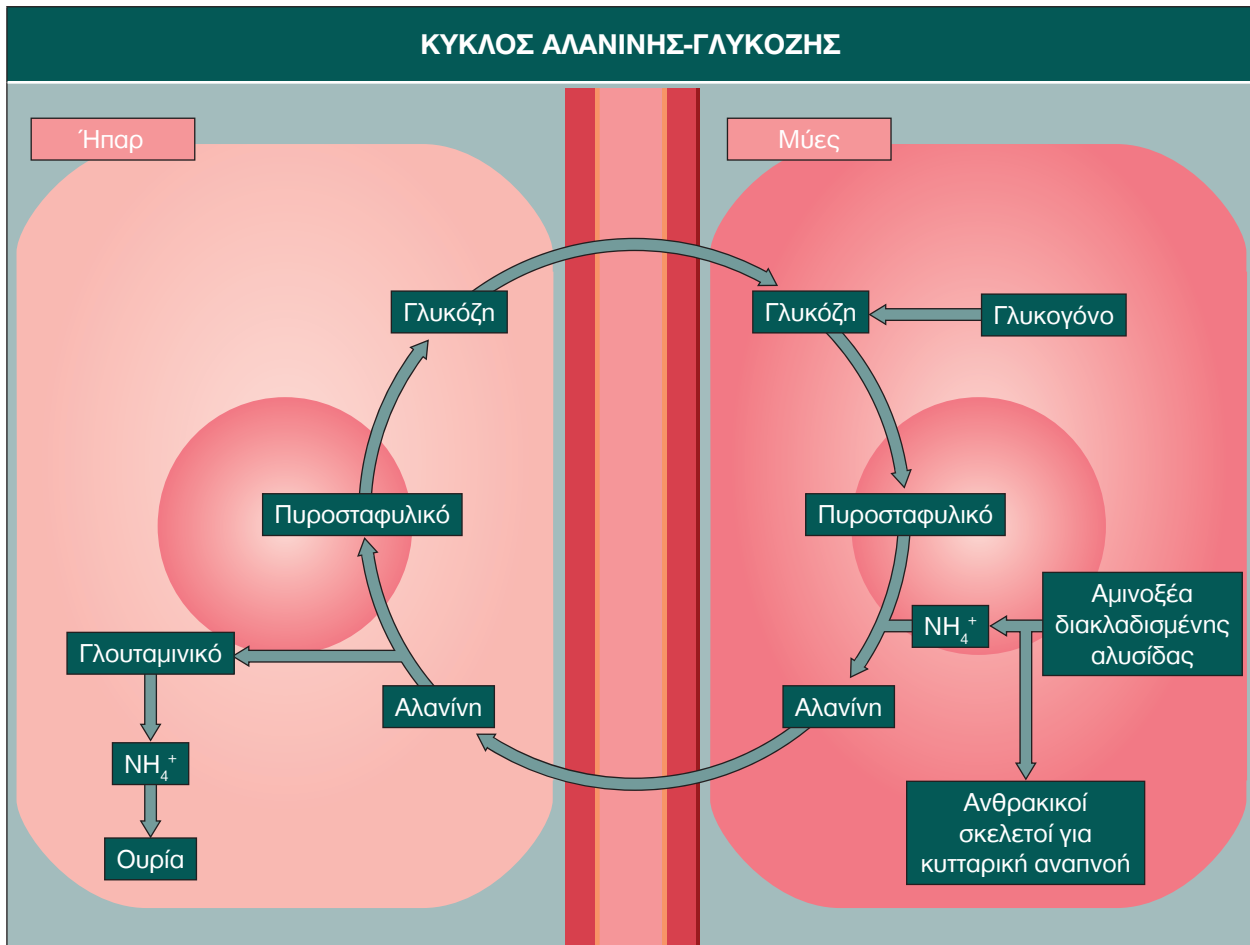 ΚΥΚΛΟΣ ΑΛΑΝΙΝΗΣ-ΓΛΥΚΟΖΗΣ
Ήπαρ
Μύες
Γλυκόζη
Γλυκόζη
Γλυκογόνο
Πυροσταφυλικό
Πυροσταφυλικό
Αμινοξέα
διακλαδισμένης
αλυσίδας
NH₄⁺
Γλουταμινικό
Αλανίνη
Αλανίνη
NH₄⁺
Ανθρακικοί
σκελετοί για
κυτταρική αναπνοή
Ουρία